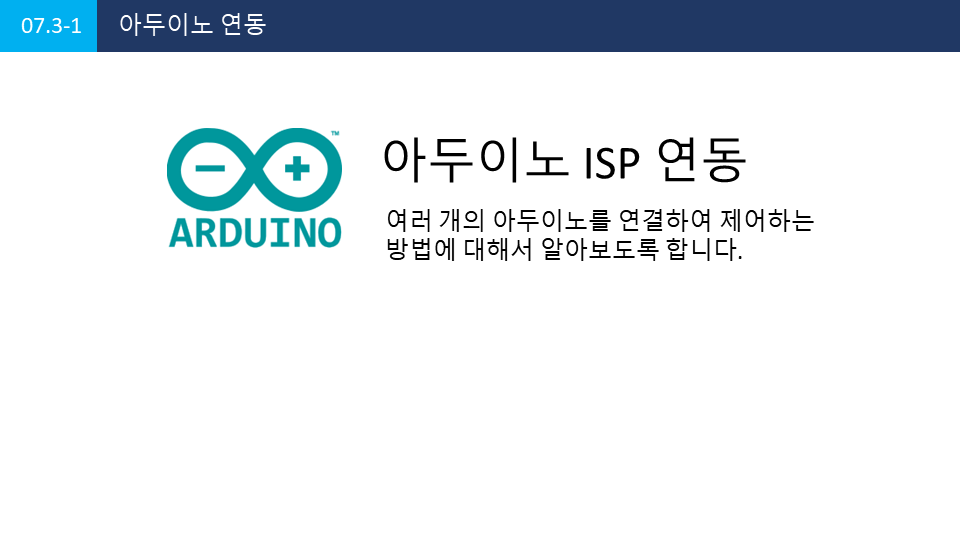 07.3-1 아두이노 연동
아두이노 ISP 연동
여러 개의 아두이노를 연결하여 제어하는
방법에 대해서 알아보도록 합니다.
ARDUINO
TM